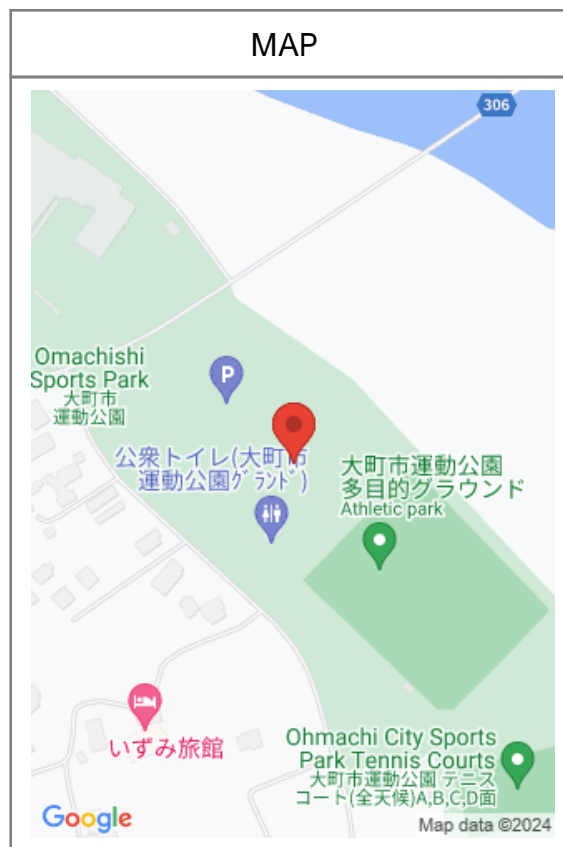 MAP
306
Omachishi
Sports Park
大町市
運動公園
P
公衆トイレ(大町市
運動公園グランド)
大町市運動公園
多目的グラウンド
Athletic park
いずみ旅館
Ohmachi City Sports
Park Tennis Courts
大町市運動公園 テニス
コート(全天候)A,B,C,D面
Google
Map data ©2024